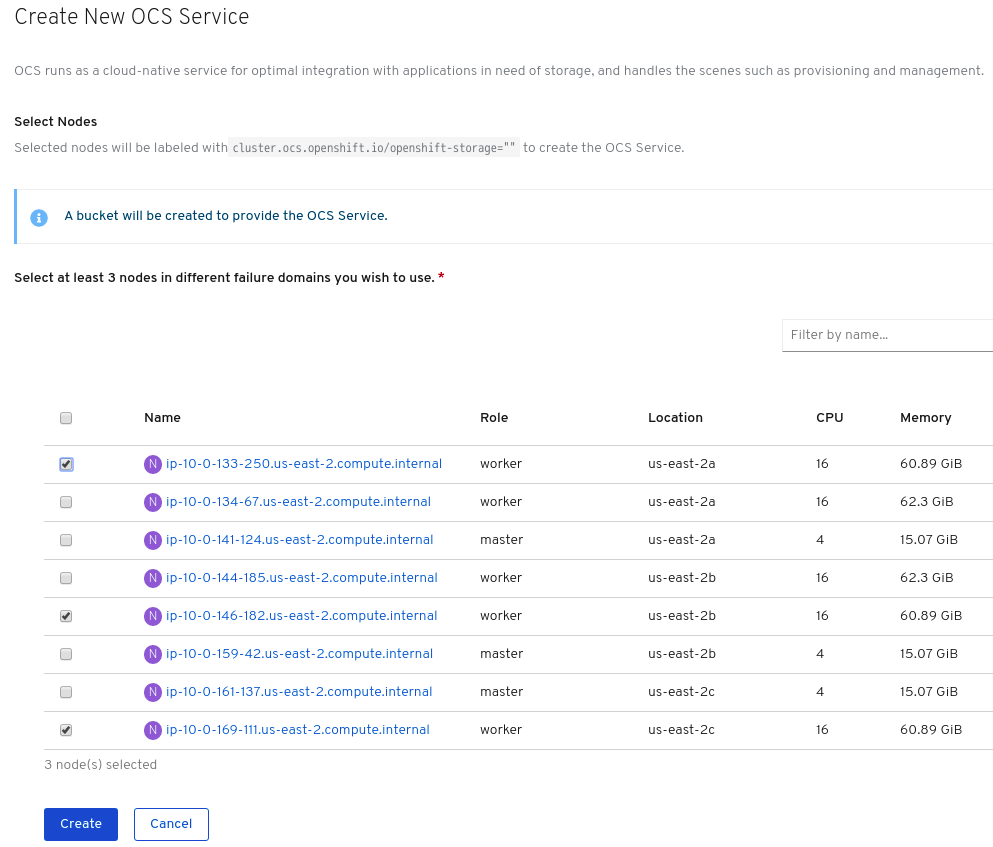 Create New OCS Service
OCS runs as a cloud-native service for optimal integration with applications in need of storage, and handles the scenes such as provisioning and management.
Select Nodes
Selected nodes will be labeled with cluster.ocs.openshift.io/openshift-storage="" to create the OCS Service.
A bucket will be created to provide the OCS Service.
Select at least 3 nodes in different failure domains you wish to use. *
Filter by name...
Name Role Location CPU Memory
N ip-10-0-133-250.us-east-2.compute.internal worker us-east-2a 16 60.89 GiB
N ip-10-0-134-67.us-east-2.compute.internal worker us-east-2a 16 62.3 GiB
N ip-10-0-141-124.us-east-2.compute.internal master us-east-2a 4 15.07 GiB
N ip-10-0-144-185.us-east-2.compute.internal worker us-east-2b 16 62.3 GiB
N ip-10-0-146-182.us-east-2.compute.internal worker us-east-2b 16 60.89 GiB
N ip-10-0-159-42.us-east-2.compute.internal master us-east-2b 4 15.07 GiB
N ip-10-0-161-137.us-east-2.compute.internal master us-east-2c 4 15.07 GiB
N ip-10-0-169-111.us-east-2.compute.internal worker us-east-2c 16 60.89 GiB
3 node(s) selected
Create Cancel